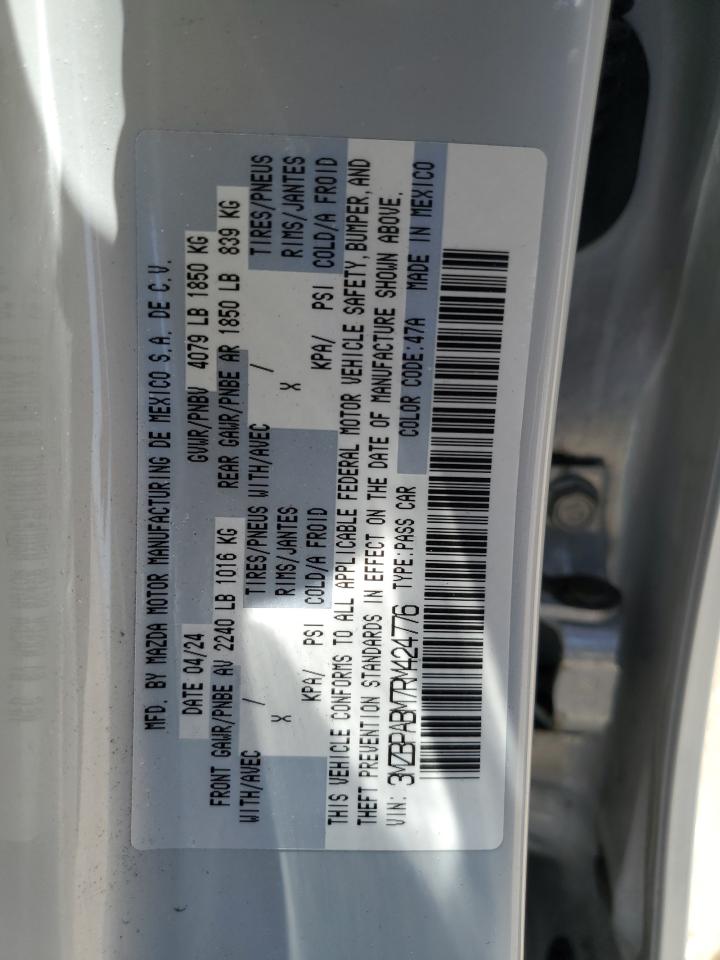 MFD. BY MAZDA MOTOR MANUFACTURING DE MEXICO S.A. DE C.V.
DATE 04/24 GVWR/PNBV 4079 LB 1850 KG
FRONT GAWR/PNBE AV 2240 LB 1016 KG REAR GAWR/PNBE AR 1850 LB 839 KG
WITH/AVEC / TIRES/PNEUS WITH/AVEC / TIRES/PNEUS
X RIMS/JANTES X RIMS/JANTES
KPA/ PSI COLD/A FROID KPA/ PSI COLD/A FROID
THIS VEHICLE CONFORMS TO ALL APPLICABLE FEDERAL MOTOR VEHICLE SAFETY, BUMPER, AND
THEFT PREVENTION STANDARDS IN EFFECT ON THE DATE OF MANUFACTURE SHOWN ABOVE.
VIN: 3MZBPABM7RM424776 TYPE:PASS CAR COLOR CODE:47A MADE IN MEXICO